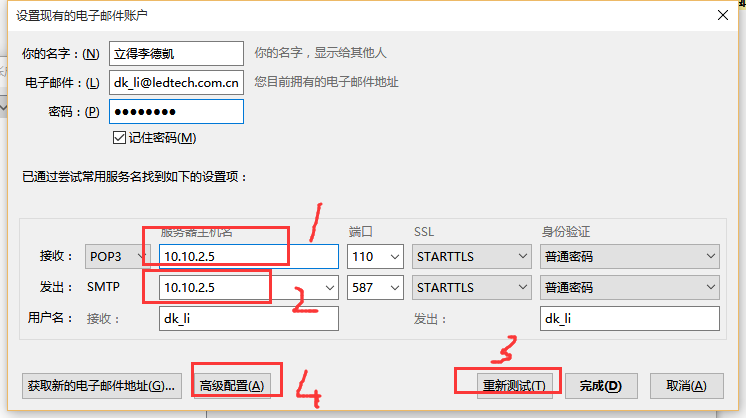 设置现有的电子邮件账户
你的名字：(N) 立得李德凱 你的名字，显示给其他人
电子邮件：(L) dk_li@ledtech.com.cn 您目前拥有的电子邮件地址
密码：(P) ●●●●●●●●
记住密码(M)
已通过尝试常用服务名找到如下的设置项：
服务器主机名 1 端口 SSL 身份验证
接收： POP3 10.10.2.5 110 STARTTLS 普通密码
发出： SMTP 10.10.2.5 2 587 STARTTLS 普通密码
用户名： 接收： dk_li 发出： dk_li
3
获取新的电子邮件地址(G)... 高级配置(A) 4 重新测试(T) 完成(D) 取消(A)